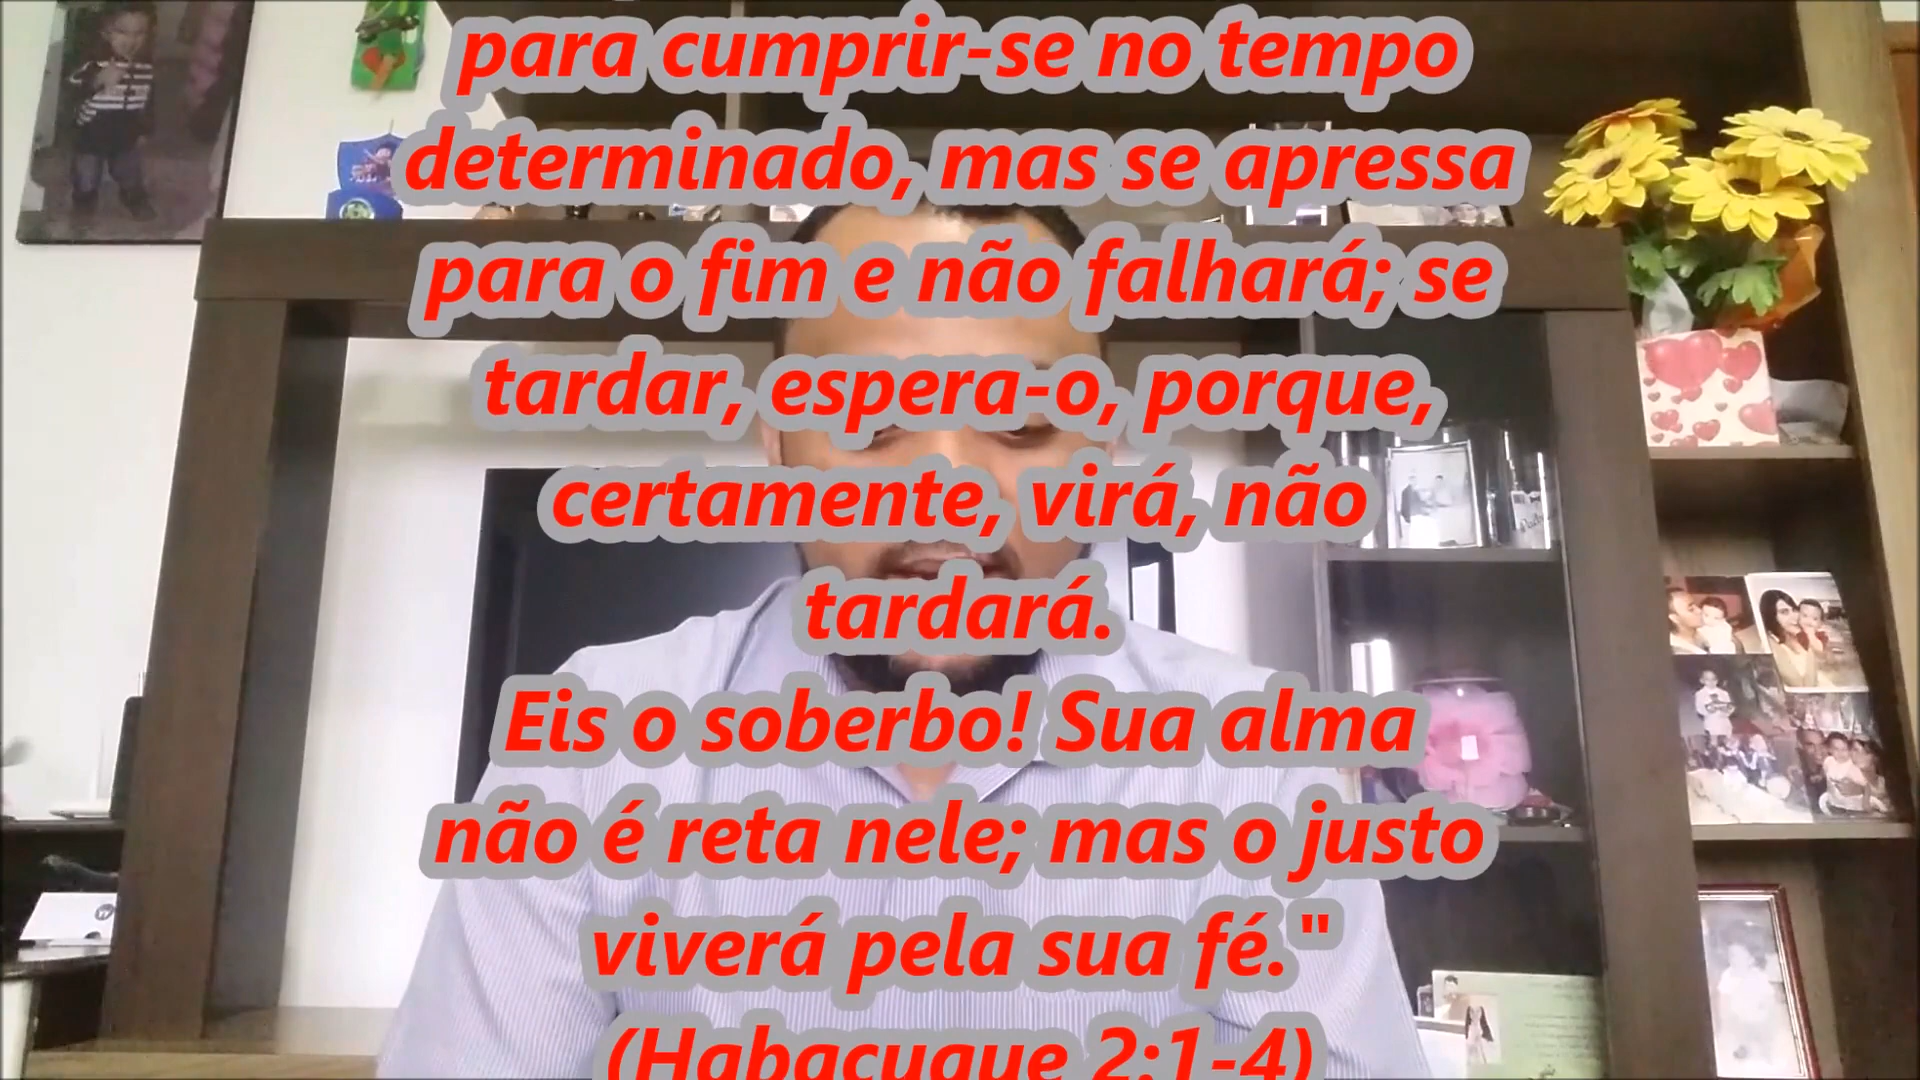 para cumprir-se no tempo
determinado, mas se apressa
para o fim e não falhará; se
tardar, espera-o, porque,
certamente, virá, não
tardará.
Eis o soberbo! Sua alma
não é reta nele; mas o justo
viverá pela sua fé."
(Habacuque 2:1-4)